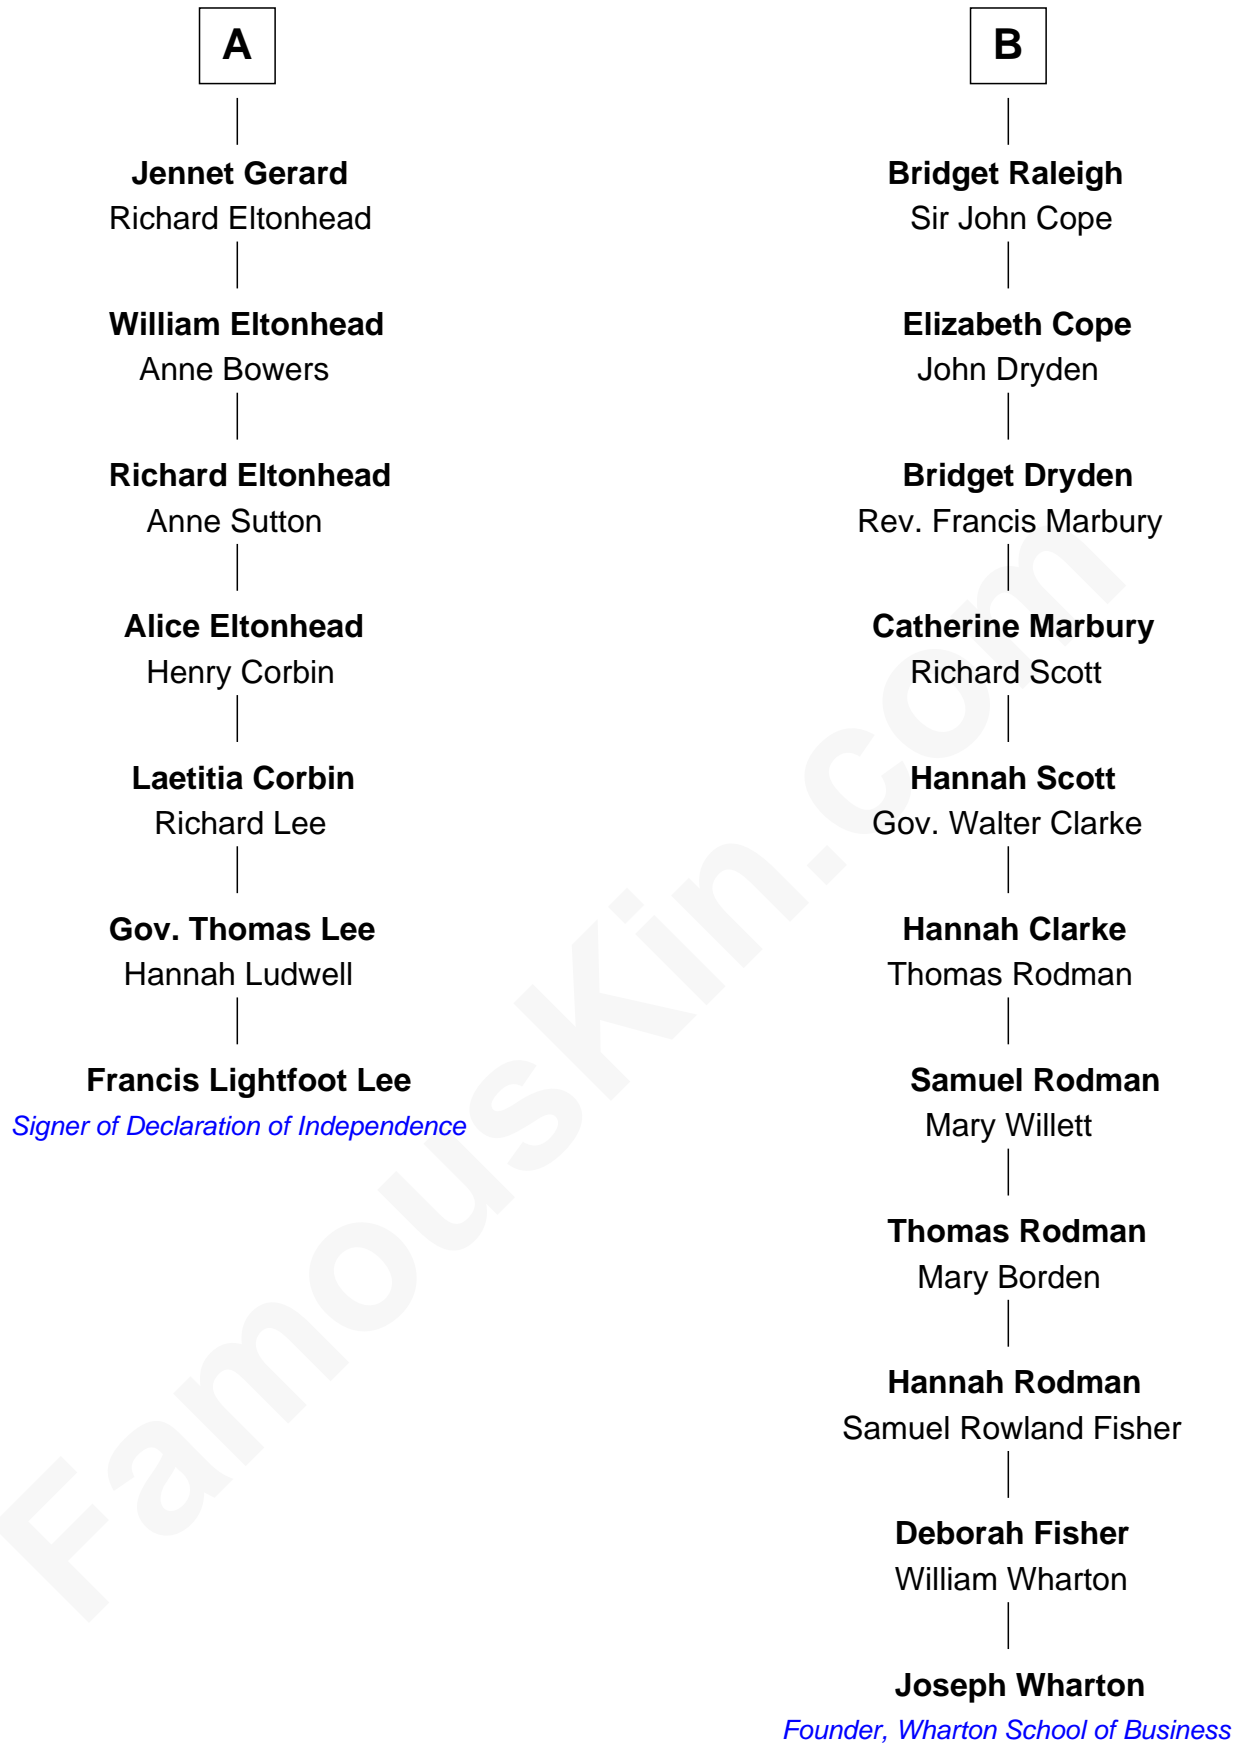 A
Jennet Gerard
Richard Eltonhead
William Eltonhead
Anne Bowers
Richard Eltonhead
Anne Sutton
Alice Eltonhead
Henry Corbin
Laetitia Corbin
Richard Lee
Gov. Thomas Lee
Hannah Ludwell
Francis Lightfoot Lee
Signer of Declaration of Independence
B
Bridget Raleigh
Sir John Cope
Elizabeth Cope
John Dryden
Bridget Dryden
Rev. Francis Marbury
Catherine Marbury
Richard Scott
Hannah Scott
Gov. Walter Clarke
Hannah Clarke
Thomas Rodman
Samuel Rodman
Mary Willett
Thomas Rodman
Mary Borden
Hannah Rodman
Samuel Rowland Fisher
Deborah Fisher
William Wharton
Joseph Wharton
Founder, Wharton School of Business
FamousKin.com